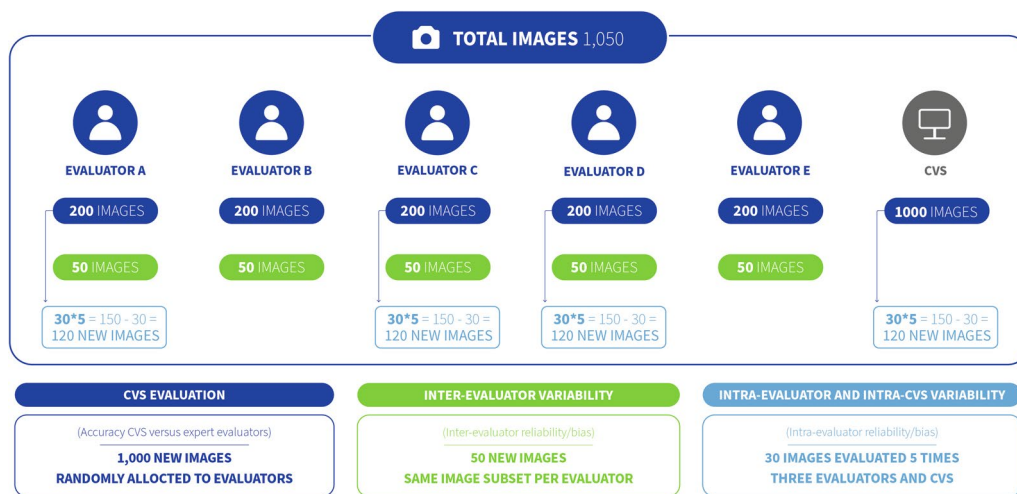 TOTAL IMAGES 1,050
EVALUATOR A
EVALUATOR B
EVALUATOR C
EVALUATOR D
EVALUATOR E
CVS
200 IMAGES
200 IMAGES
200 IMAGES
200 IMAGES
200 IMAGES
1000 IMAGES
50 IMAGES
50 IMAGES
50 IMAGES
50 IMAGES
50 IMAGES
30*5 = 150 - 30 =
120 NEW IMAGES
30*5 = 150 - 30 =
120 NEW IMAGES
30*5 = 150 - 30 =
120 NEW IMAGES
30*5 = 150 - 30 =
120 NEW IMAGES
CVS EVALUATION
(Accuracy CVS versus expert evaluators)
1,000 NEW IMAGES
RANDOMLY ALLOCTED TO EVALUATORS
INTER-EVALUATOR VARIABILITY
(Inter-evaluator reliability/bias)
50 NEW IMAGES
SAME IMAGE SUBSET PER EVALUATOR
INTRA-EVALUATOR AND INTRA-CVS VARIABILITY
(Intra-evaluator reliability/bias)
30 IMAGES EVALUATED 5 TIMES
THREE EVALUATORS AND CVS